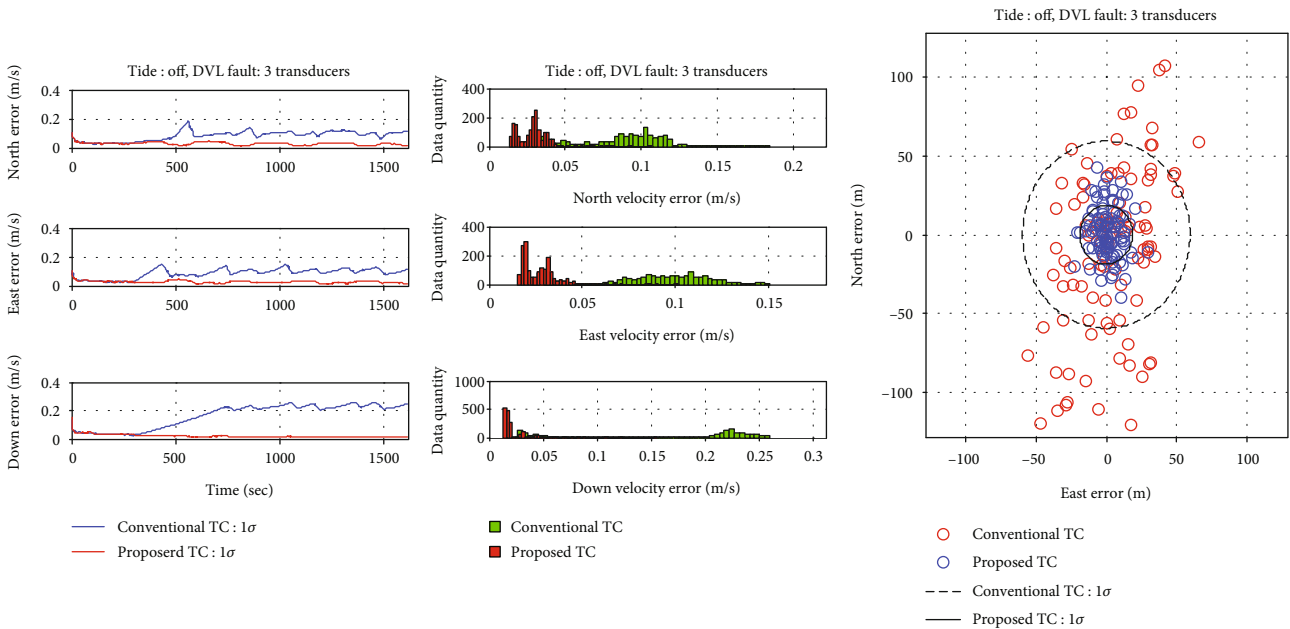 Tide : off, DVL fault: 3 transducers
North error (m/s)
0.4
0.2
0
0
500
1000
1500
East error (m/s)
0.4
0.2
0
0
500
1000
1500
Down error (m/s)
0.4
0.2
0
0
500
1000
1500
Time (sec)
Conventional TC : 1σ
Proposerd TC : 1σ
Tide : off, DVL fault: 3 transducers
Data quantity
400
200
0
0
0.05
0.1
0.15
0.2
North velocity error (m/s)
Data quantity
400
200
0
0
0.05
0.1
0.15
East velocity error (m/s)
Data quantity
1000
500
0
0
0.05
0.1
0.15
0.2
0.25
0.3
Down velocity error (m/s)
Conventional TC
Proposed TC
Tide : off, DVL fault: 3 transducers
North error (m)
100
50
0
−50
−100
−100
−50
0
50
100
East error (m)
Conventional TC
Proposed TC
Conventional TC : 1σ
Proposed TC : 1σ